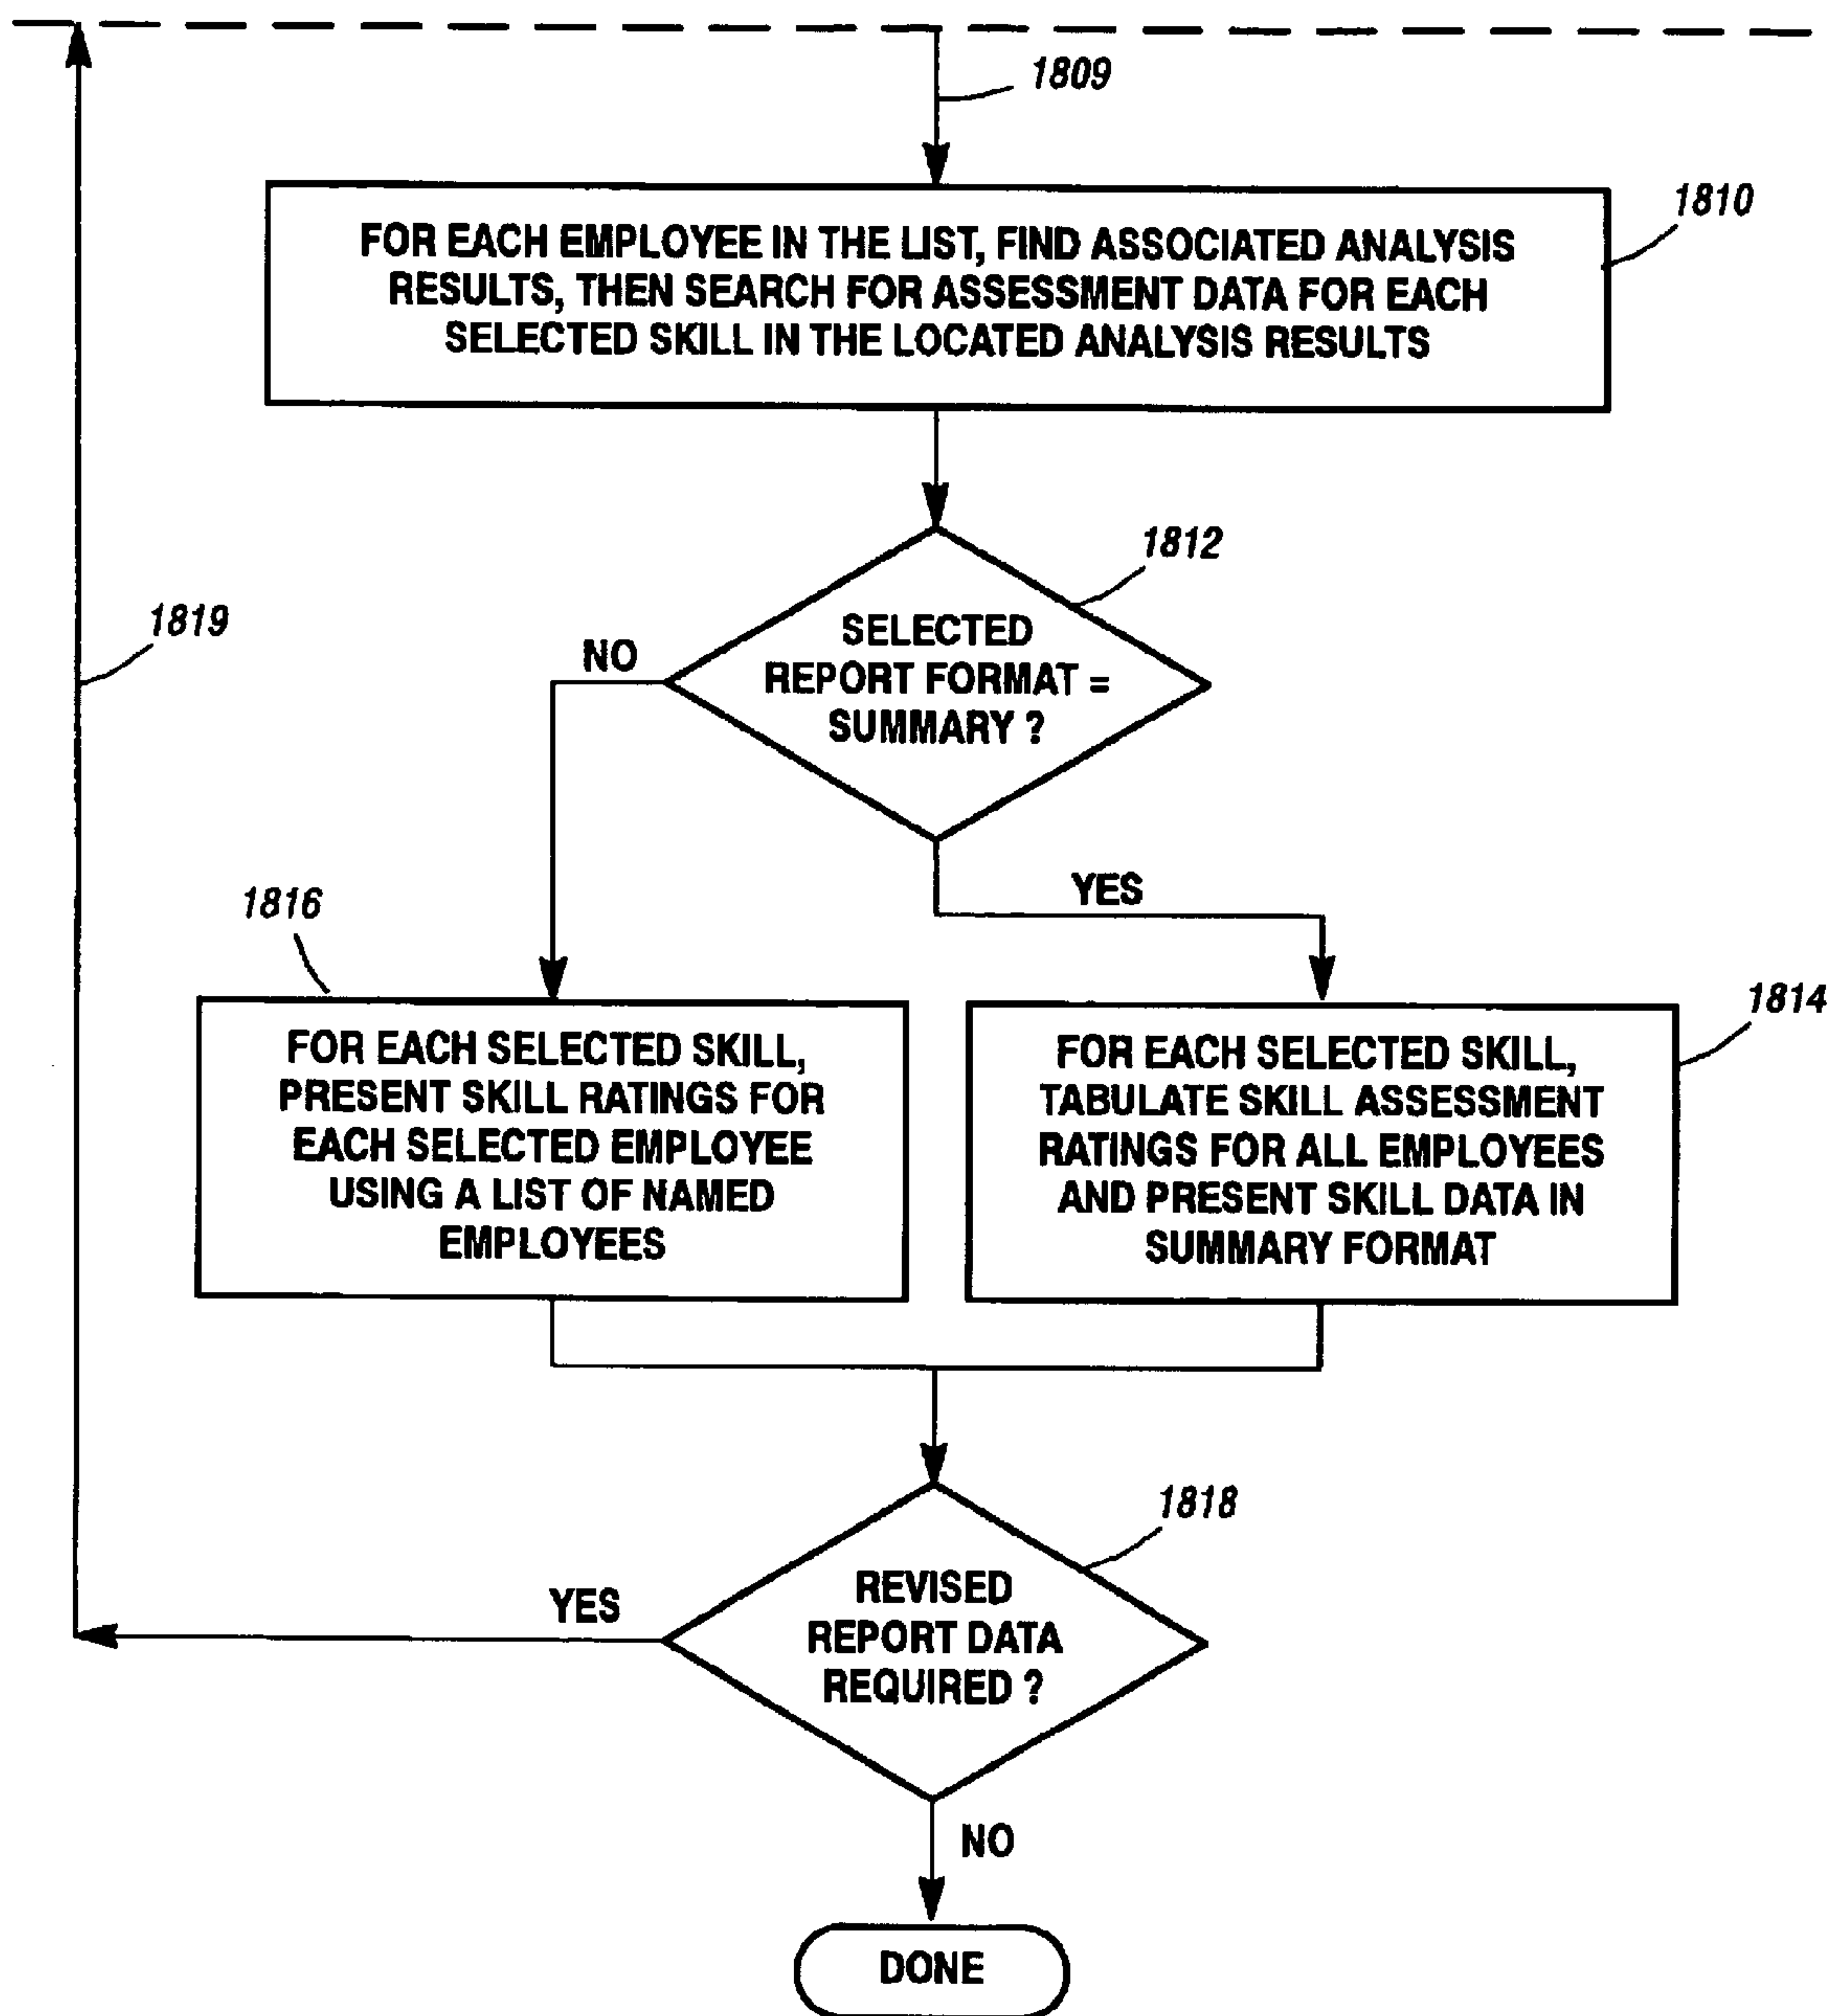 1809
1810
FOR EACH EMPLOYEE IN THE LIST, FIND ASSOCIATED ANALYSIS
RESULTS, THEN SEARCH FOR ASSESSMENT DATA FOR EACH
SELECTED SKILL IN THE LOCATED ANALYSIS RESULTS
1812
SELECTED
REPORT FORMAT =
SUMMARY ?
NO
1819
YES
1816
FOR EACH SELECTED SKILL,
PRESENT SKILL RATINGS FOR
EACH SELECTED EMPLOYEE
USING A LIST OF NAMED
EMPLOYEES
1814
FOR EACH SELECTED SKILL,
TABULATE SKILL ASSESSMENT
RATINGS FOR ALL EMPLOYEES
AND PRESENT SKILL DATA IN
SUMMARY FORMAT
1818
REVISED
REPORT DATA
REQUIRED ?
YES
NO
DONE